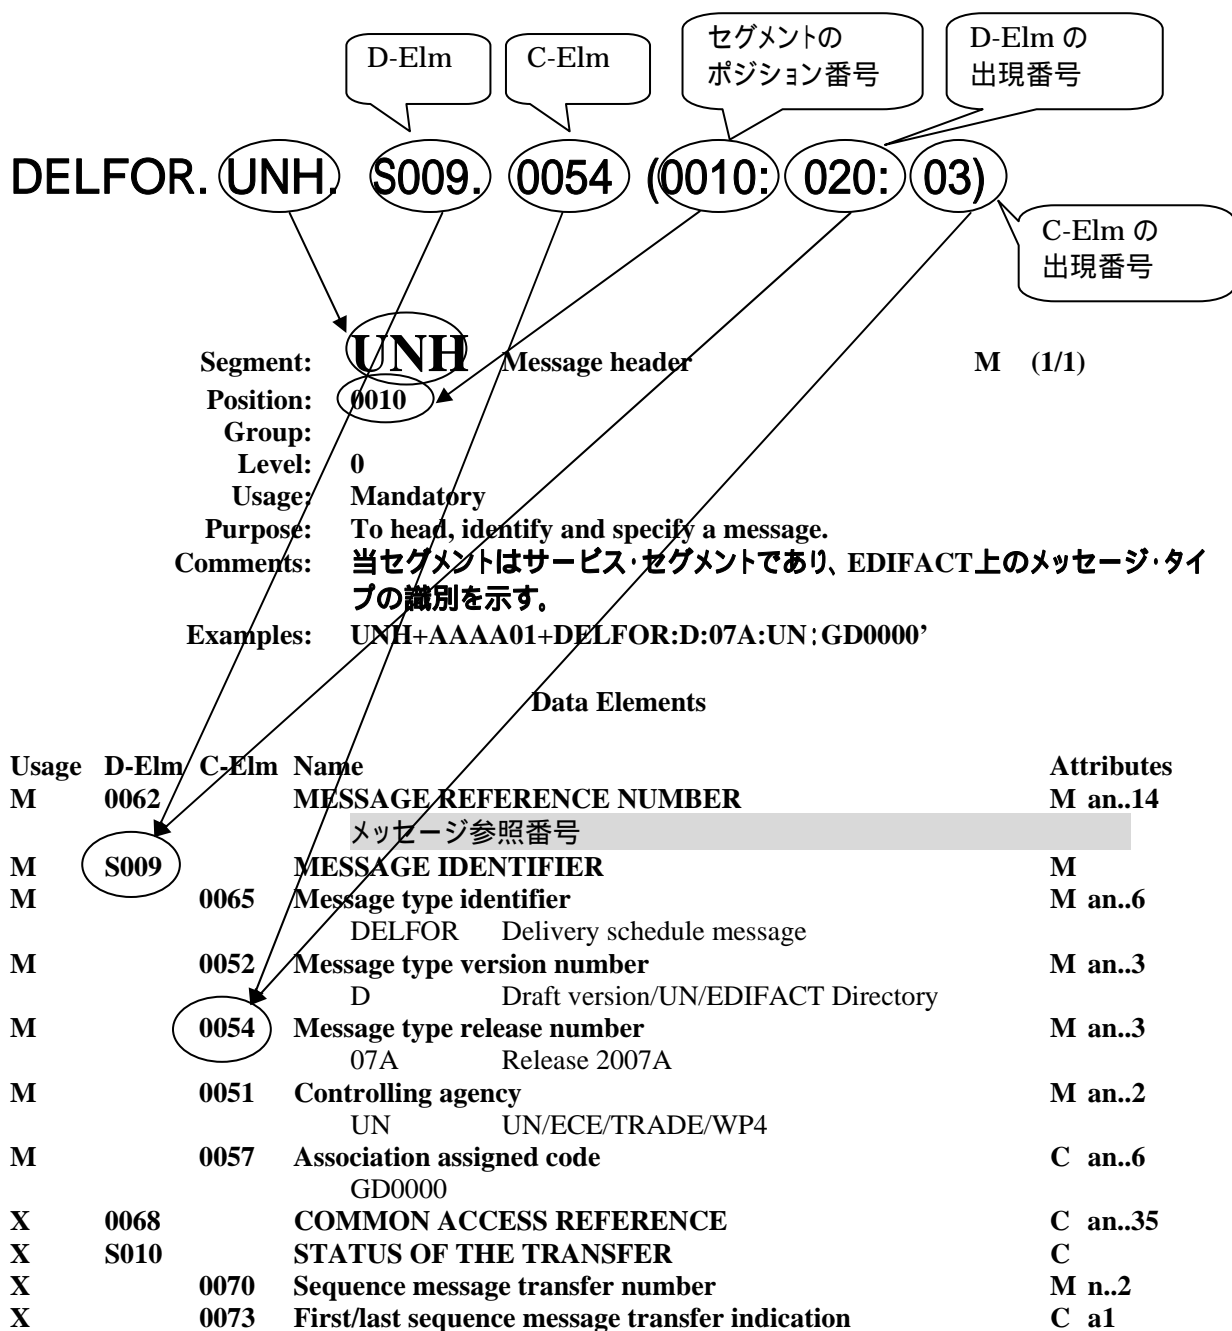 D-Elm
C-Elm
セグメントの
ポジション番号
D-Elm の
出現番号
DELFOR. UNH. S009. 0054 (0010: 020: 03)
C-Elm の
出現番号
Segment: UNH Message header M (1/1)
Position: 0010
Group:
Level: 0
Usage: Mandatory
Purpose: To head, identify and specify a message.
Comments: 当セグメントはサービス・セグメントであり、EDIFACT上のメッセージ・タイ
プの識別を示す。
Examples: UNH+AAAA01+DELFOR:D:07A:UN:GD0000’
Data Elements
Usage D-Elm C-Elm Name Attributes
M 0062 MESSAGE REFERENCE NUMBER M an..14
メッセージ参照番号
M S009 MESSAGE IDENTIFIER M
M 0065 Message type identifier M an..6
DELFOR Delivery schedule message
M 0052 Message type version number M an..3
D Draft version/UN/EDIFACT Directory
M 0054 Message type release number M an..3
07A Release 2007A
M 0051 Controlling agency M an..2
UN UN/ECE/TRADE/WP4
M 0057 Association assigned code C an..6
GD0000
X 0068 COMMON ACCESS REFERENCE C an..35
X S010 STATUS OF THE TRANSFER C
X 0070 Sequence message transfer number M n..2
X 0073 First/last sequence message transfer indication C a1